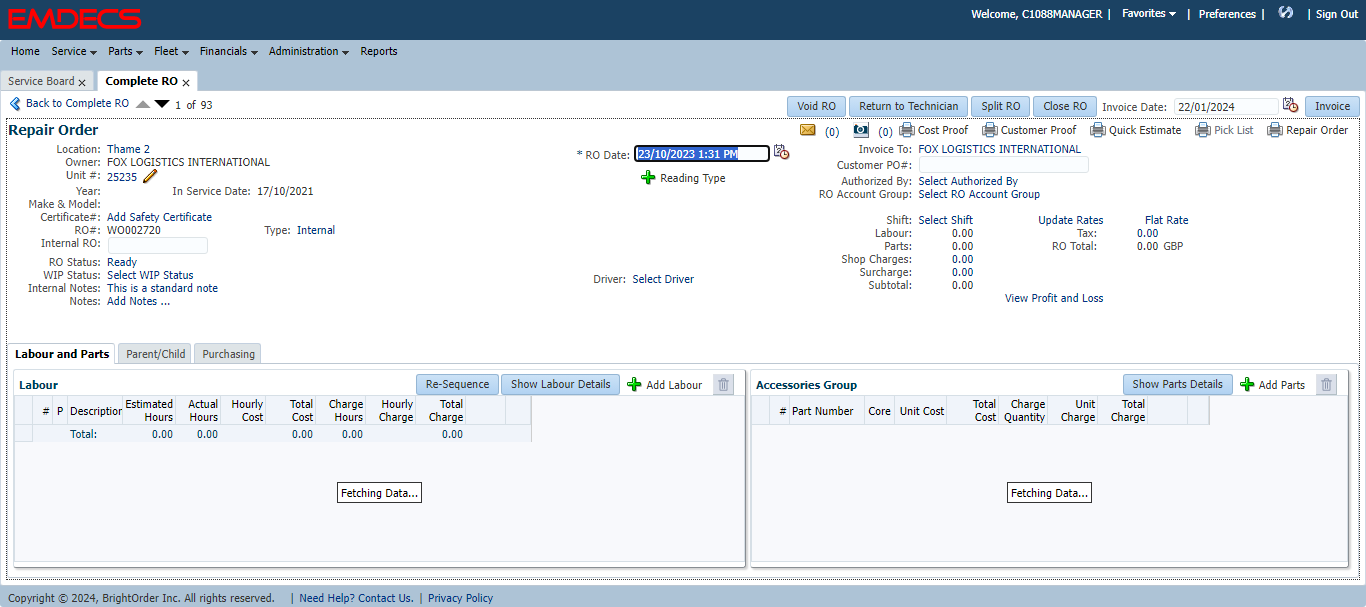 EMDECS
Welcome, C1088MANAGER | Favorites | Preferences | | Sign Out
Home Service Parts Fleet Financials Administration Reports
Service Board x Complete RO x
Back to Complete RO 1 of 93
Void RO Return to Technician Split RO Close RO Invoice Date: 22/01/2024 Invoice
Repair Order
(0) (0) Cost Proof Customer Proof Quick Estimate Pick List Repair Order
Location: Thame 2
Owner: FOX LOGISTICS INTERNATIONAL
Unit #: 25235
Year: In Service Date: 17/10/2021
Make & Model:
Certificate#: Add Safety Certificate
RO#: WO002720 Type: Internal
Internal RO:
RO Status: Ready
WIP Status: Select WIP Status
Internal Notes: This is a standard note
Notes: Add Notes ...
* RO Date: 23/10/2023 1:31 PM
Reading Type
Driver: Select Driver
Invoice To: FOX LOGISTICS INTERNATIONAL
Customer PO#:
Authorized By: Select Authorized By
RO Account Group: Select RO Account Group
Shift: Select Shift Update Rates Flat Rate
Labour: 0.00 Tax: 0.00
Parts: 0.00 RO Total: 0.00 GBP
Shop Charges: 0.00
Surcharge: 0.00
Subtotal: 0.00
View Profit and Loss
Labour and Parts Parent/Child Purchasing
Labour Re-Sequence Show Labour Details Add Labour
# P Description Estimated Hours Actual Hours Hourly Cost Total Cost Charge Hours Hourly Charge Total Charge
Total: 0.00 0.00 0.00 0.00 0.00
Fetching Data...
Accessories Group Show Parts Details Add Parts
# Part Number Core Unit Cost Total Cost Charge Quantity Unit Charge Total Charge
Fetching Data...
Copyright © 2024, BrightOrder Inc. All rights reserved. | Need Help? Contact Us. | Privacy Policy